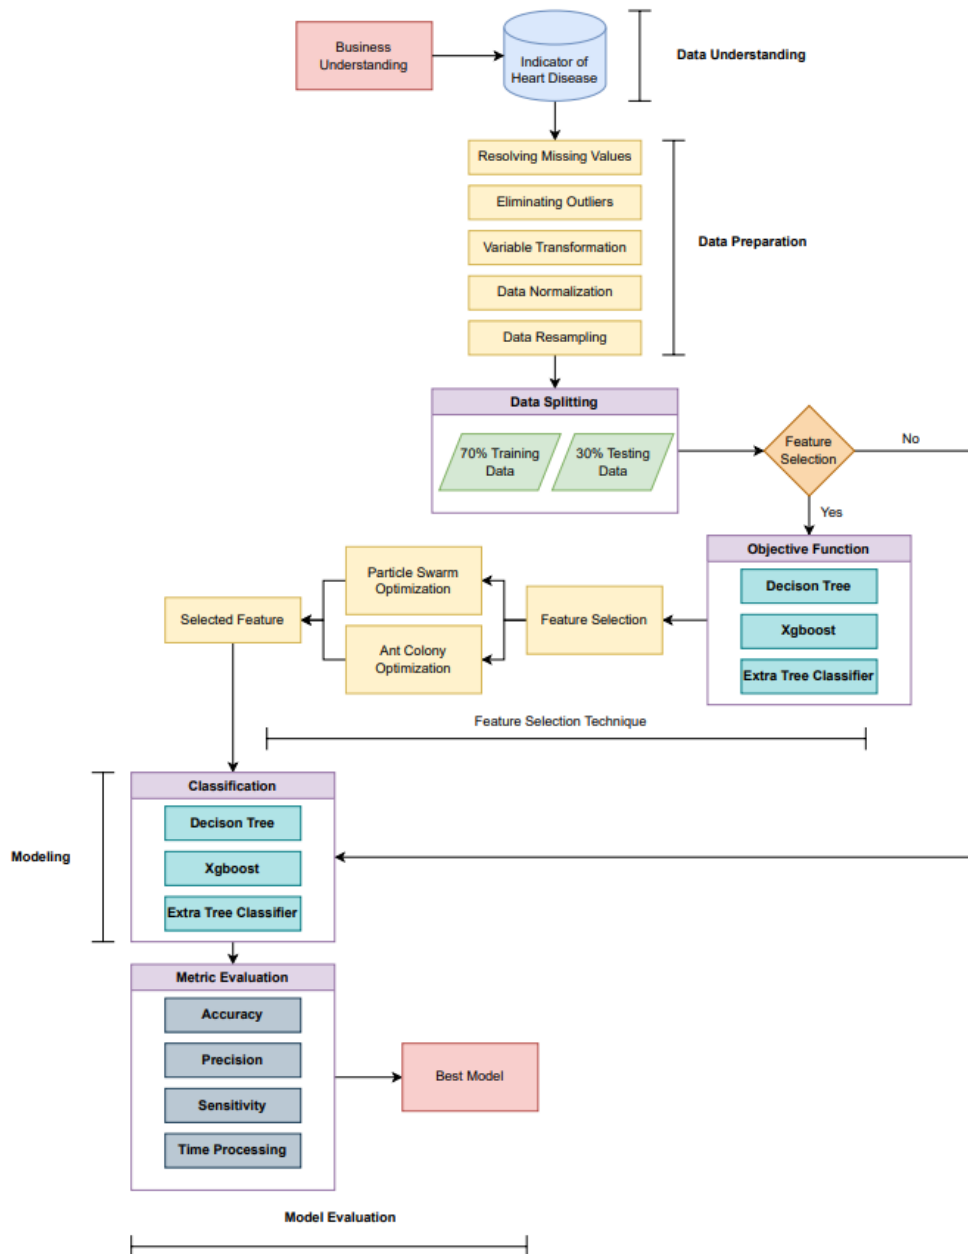 Business
Understanding
Indicator of
Heart Disease
Data Understanding
Resolving Missing Values
Eliminating Outliers
Variable Transformation
Data Preparation
Data Normalization
Data Resampling
Data Splitting
70% Training
Data
30% Testing
Data
Feature
Selection
No
Yes
Objective Function
Decison Tree
Xgboost
Extra Tree Classifier
Feature Selection
Particle Swarm
Optimization
Ant Colony
Optimization
Selected Feature
Feature Selection Technique
Classification
Decison Tree
Xgboost
Extra Tree Classifier
Modeling
Metric Evaluation
Accuracy
Precision
Sensitivity
Time Processing
Best Model
Model Evaluation